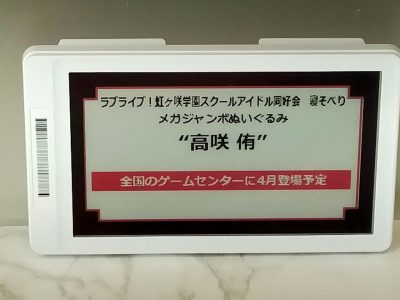 ラブライブ！虹ヶ咲学園スクールアイドル同好会 寝そべり
メガジャンボぬいぐるみ
“高咲 侑”
全国のゲームセンターに4月登場予定